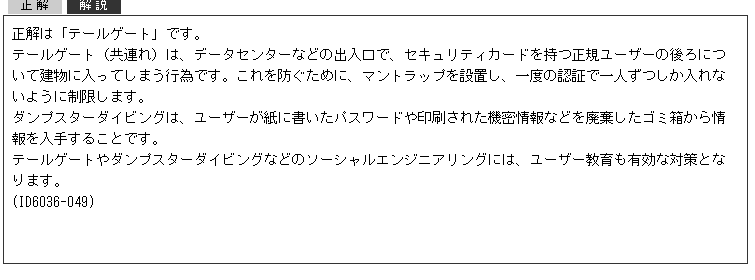 正解 解説
正解は「テールゲート」です。
テールゲート（共連れ）は、データセンターなどの出入口で、セキュリティカードを持つ正規ユーザーの後ろにつ
いて建物に入ってしまう行為です。これを防ぐために、マントラップを設置し、一度の認証で一人ずつしか入れな
いように制限します。
ダンプスターダイビングは、ユーザーが紙に書いたパスワードや印刷された機密情報などを廃棄したゴミ箱から情
報を入手することです。
テールゲートやダンプスターダイビングなどのソーシャルエンジニアリングには、ユーザー教育も有効な対策とな
ります。
(ID6036-049)